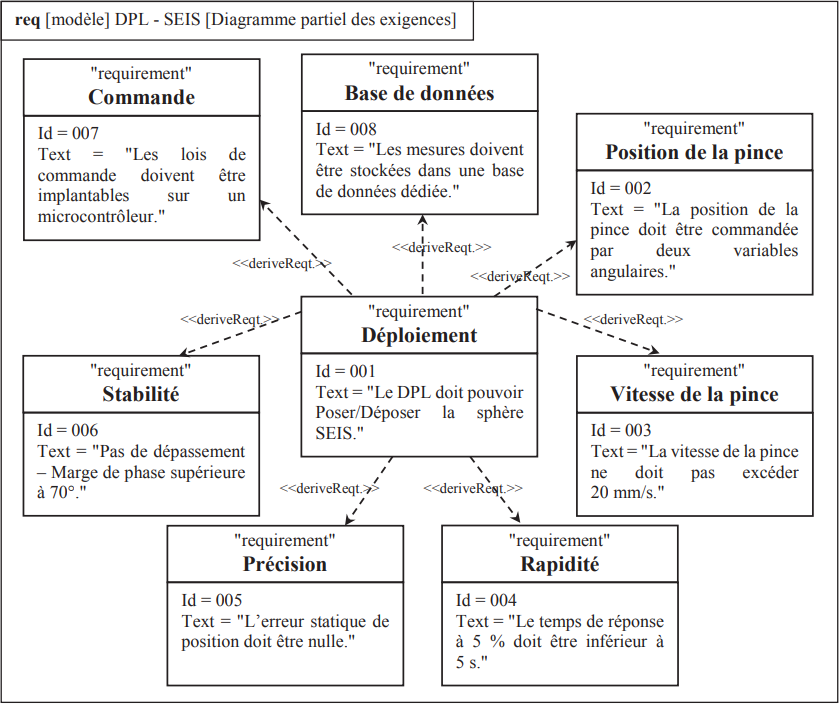 req [modèle] DPL - SEIS [Diagramme partiel des exigences]
"requirement"
Commande
Id = 007
Text = "Les lois de
commande doivent être
implantables sur un
microcontrôleur."
"requirement"
Base de données
Id = 008
Text = "Les mesures doivent
être stockées dans une base
de données dédiée."
"requirement"
Position de la pince
Id = 002
Text = "La position de la
pince doit être commandée
par deux variables
angulaires."
<<deriveReqt.>>
<<deriveReqt.>>
<<deriveReqt.>>
<<deriveReqt.>>
<<deriveReqt.>>
"requirement"
Déploiement
Id = 001
Text = "Le DPL doit pouvoir
Poser/Déposer la sphère
SEIS."
"requirement"
Stabilité
Id = 006
Text = "Pas de dépassement
– Marge de phase supérieure
à 70°."
"requirement"
Vitesse de la pince
Id = 003
Text = "La vitesse de la pince
ne doit pas excéder
20 mm/s."
<<deriveReqt.>>
<<deriveReqt.>>
"requirement"
Précision
Id = 005
Text = "L’erreur statique de
position doit être nulle."
"requirement"
Rapidité
Id = 004
Text = "Le temps de réponse
à 5 % doit être inférieur à
5 s."